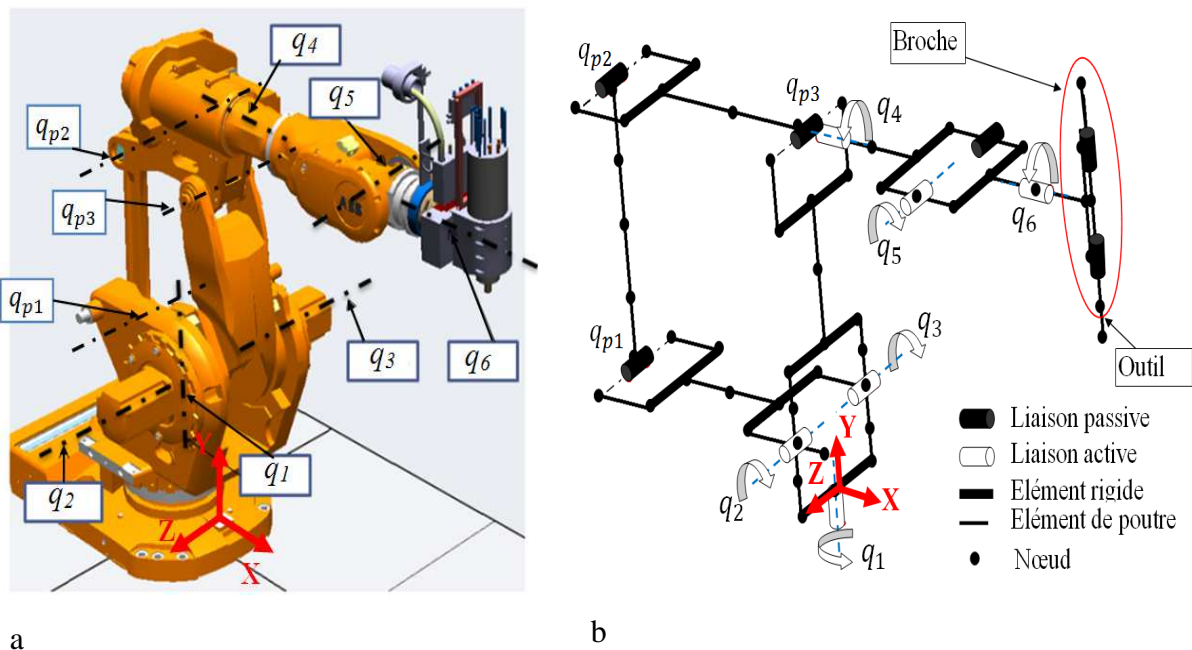 q4
q5
qp2
qp3
qp1
q3
q6
q2
q1
ABB
Y
Z
X
a
Broche
qp2
qp3
q4
q5
q6
qp1
q3
q2
Y
Z
X
q1
Outil
Liaison passive
Liaison active
Elément rigide
Elément de poutre
Nœud
b